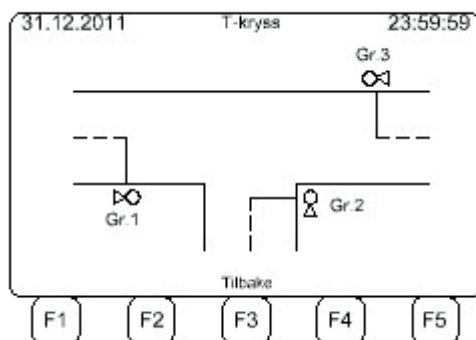 31.12.2011 T-kryss 23:59:59
Gr.3
Gr.1
Gr.2
Tilbake
F1 F2 F3 F4 F5